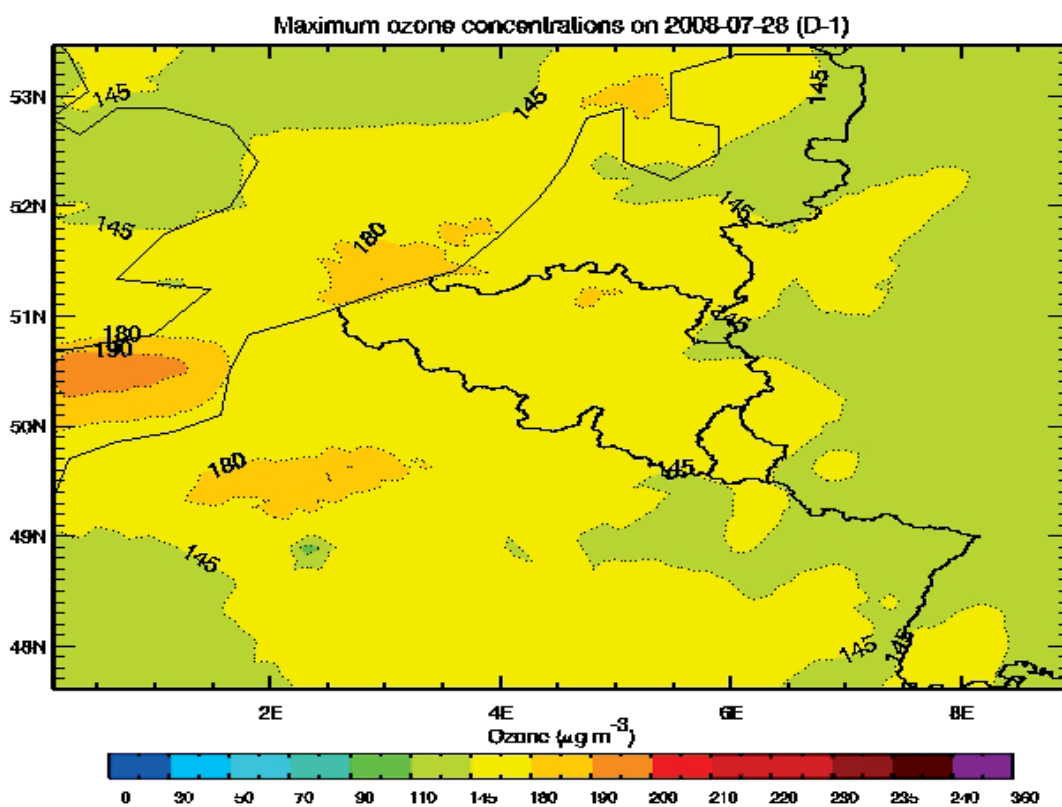 Maximum ozone concentrations on 2008-07-28 (D-1)
53N
52N
51N
50N
49N
48N
145
145
145
145
180
145
180
190
145
180
145
145
145
145
2E
4E
6E
8E
Ozone (μg m⁻³)
0 30 50 70 90 110 145 180 190 200 210 220 290 235 240 360